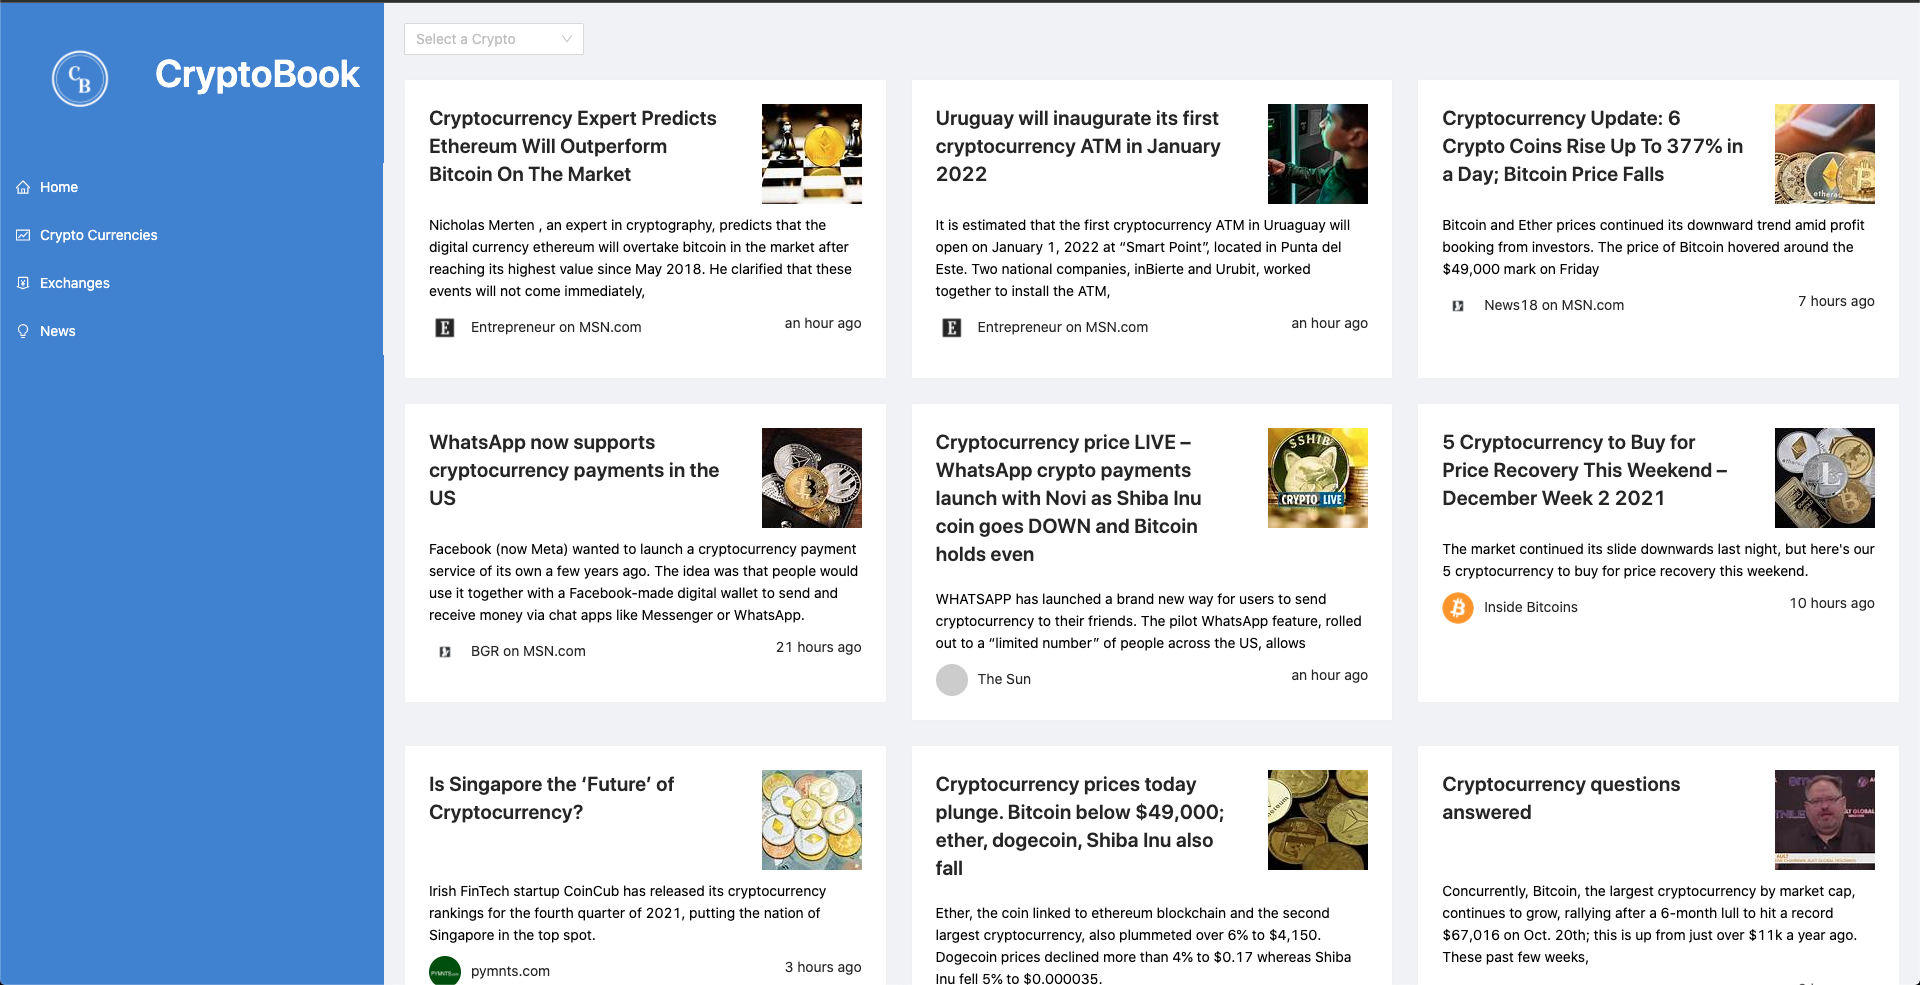 CB
CryptoBook
Home
Crypto Currencies
Exchanges
News
Select a Crypto
Cryptocurrency Expert Predicts
Ethereum Will Outperform
Bitcoin On The Market
Nicholas Merten , an expert in cryptography, predicts that the
digital currency ethereum will overtake bitcoin in the market after
reaching its highest value since May 2018. He clarified that these
events will not come immediately,
E
Entrepreneur on MSN.com
an hour ago
Uruguay will inaugurate its first
cryptocurrency ATM in January
2022
It is estimated that the first cryptocurrency ATM in Uruaguay will
open on January 1, 2022 at “Smart Point”, located in Punta del
Este. Two national companies, inBierte and Urubit, worked
together to install the ATM,
E
Entrepreneur on MSN.com
an hour ago
Cryptocurrency Update: 6
Crypto Coins Rise Up To 377% in
a Day; Bitcoin Price Falls
Bitcoin and Ether prices continued its downward trend amid profit
booking from investors. The price of Bitcoin hovered around the
$49,000 mark on Friday
News18 on MSN.com
7 hours ago
WhatsApp now supports
cryptocurrency payments in the
US
Facebook (now Meta) wanted to launch a cryptocurrency payment
service of its own a few years ago. The idea was that people would
use it together with a Facebook-made digital wallet to send and
receive money via chat apps like Messenger or WhatsApp.
BGR on MSN.com
21 hours ago
Cryptocurrency price LIVE –
WhatsApp crypto payments
launch with Novi as Shiba Inu
coin goes DOWN and Bitcoin
holds even
$SHIB
CRYPTO LIVE
WHATSAPP has launched a brand new way for users to send
cryptocurrency to their friends. The pilot WhatsApp feature, rolled
out to a “limited number” of people across the US, allows
The Sun
an hour ago
5 Cryptocurrency to Buy for
Price Recovery This Weekend –
December Week 2 2021
The market continued its slide downwards last night, but here's our
5 cryptocurrency to buy for price recovery this weekend.
Inside Bitcoins
10 hours ago
Is Singapore the ‘Future’ of
Cryptocurrency?
Irish FinTech startup CoinCub has released its cryptocurrency
rankings for the fourth quarter of 2021, putting the nation of
Singapore in the top spot.
PYMNTS.com
pymnts.com
3 hours ago
Cryptocurrency prices today
plunge. Bitcoin below $49,000;
ether, dogecoin, Shiba Inu also
fall
Ether, the coin linked to ethereum blockchain and the second
largest cryptocurrency, also plummeted over 6% to $4,150.
Dogecoin prices declined more than 4% to $0.17 whereas Shiba
Inu fell 5% to $0.000035.
Cryptocurrency questions
answered
Concurrently, Bitcoin, the largest cryptocurrency by market cap,
continues to grow, rallying after a 6-month lull to hit a record
$67,016 on Oct. 20th; this is up from just over $11k a year ago.
These past few weeks,